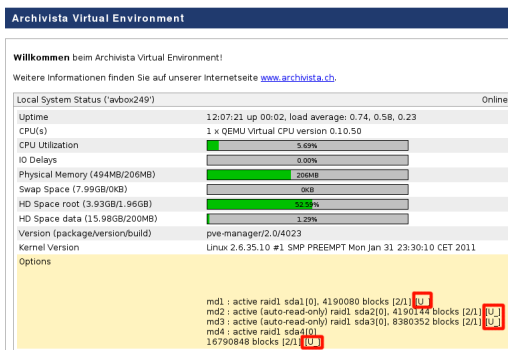 Archivista Virtual Environment
Willkommen beim Archivista Virtual Environment!
Weitere Informationen finden Sie auf unserer Internetseite www.archivista.ch.
Local System Status ('avbox249') Online
Uptime 12:07:21 up 00:02, load average: 0.74, 0.58, 0.23
CPU(s) 1 x QEMU Virtual CPU version 0.10.50
CPU Utilization 5.69%
IO Delays 0.00%
Physical Memory (494MB/206MB) 206MB
Swap Space (7.99GB/0KB) 0KB
HD Space root (3.93GB/1.96GB) 52.59%
HD Space data (15.98GB/200MB) 1.29%
Version (package/version/build) pve-manager/2.0/4023
Kernel Version Linux 2.6.35.10 #1 SMP PREEMPT Mon Jan 31 23:30:10 CET 2011
Options
md1 : active raid1 sda1[0], 4190080 blocks [2/1] [U_]
md2 : active (auto-read-only) raid1 sda2[0], 4190144 blocks [2/1] [U_]
md3 : active (auto-read-only) raid1 sda3[0], 8380352 blocks [2/1] [U_]
md4 : active raid1 sda4[0]
16790848 blocks [2/1] [U_]